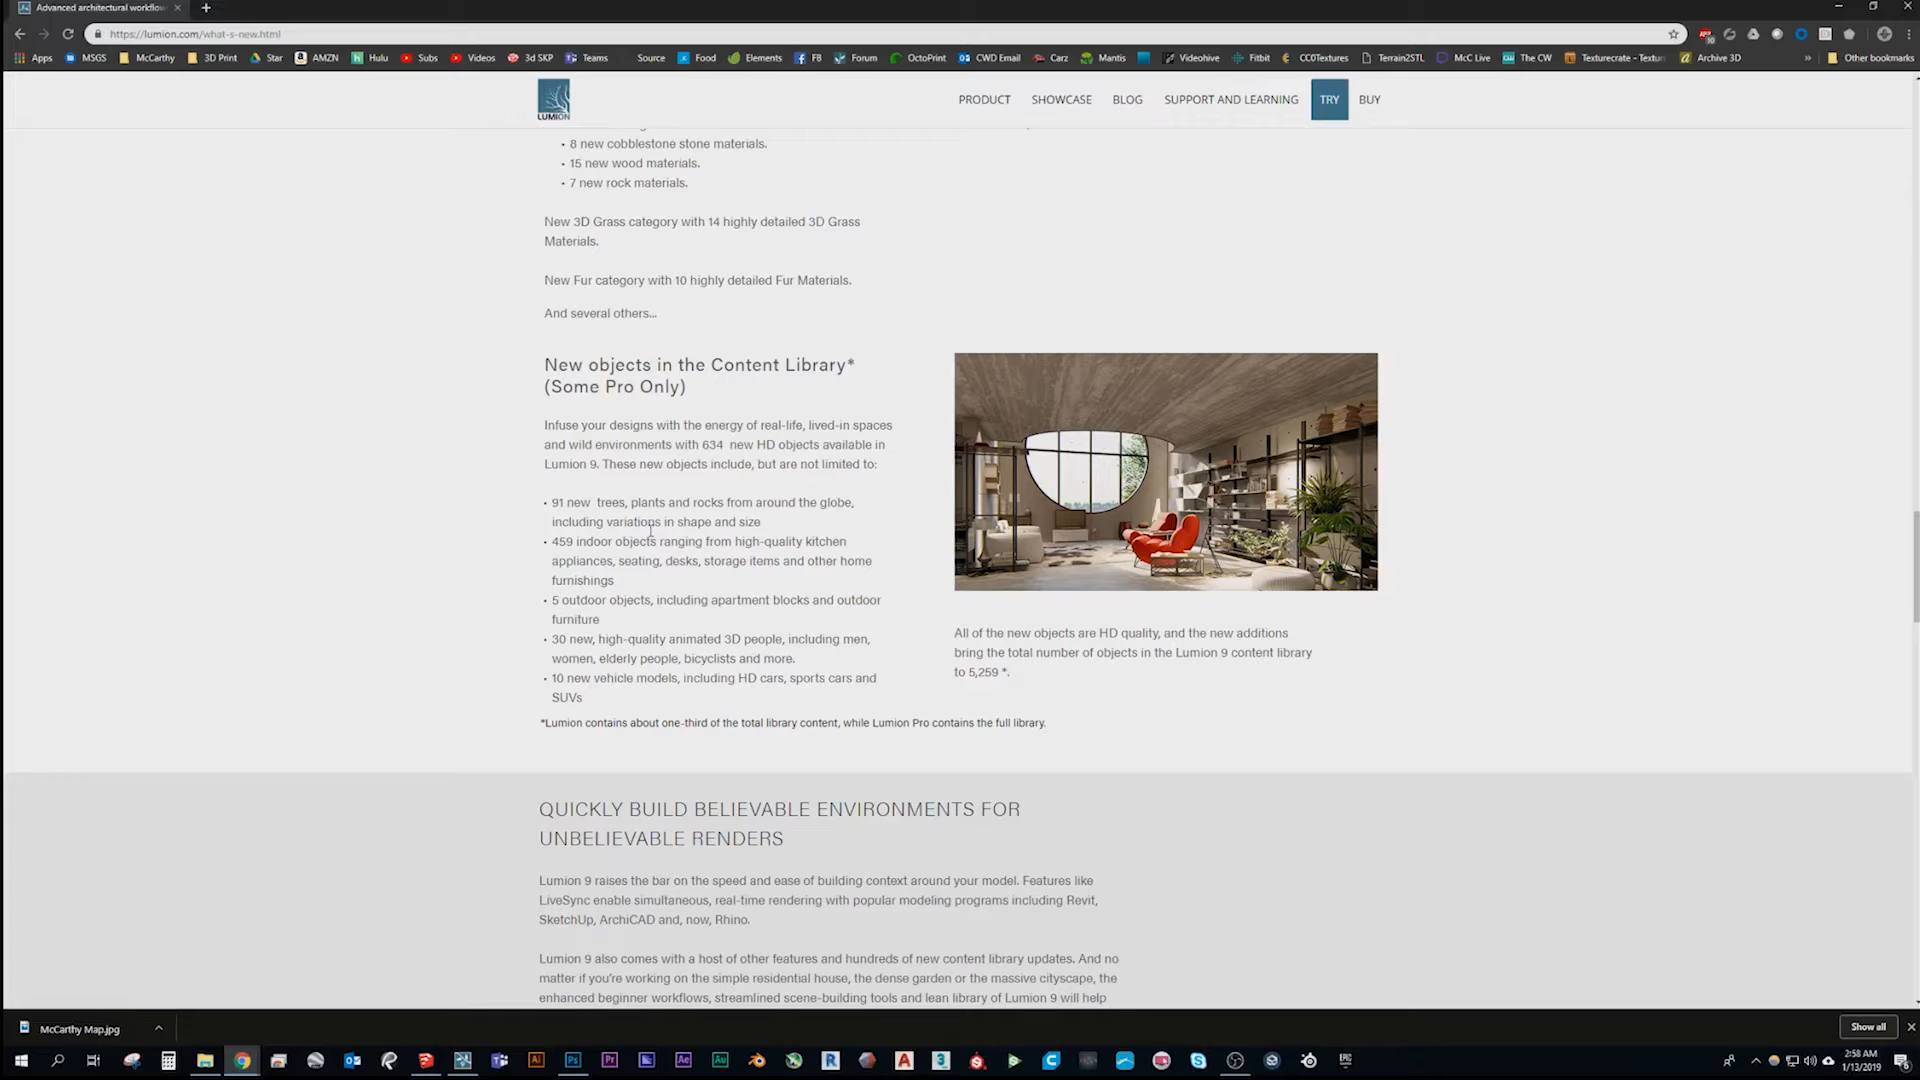 Advanced architectural workflow
https://lumion.com/what-s-new.html
Apps MSGS McCarthy 3D Print Star AMZN Hulu Subs Videos 3d SKP Teams Source Food Elements FB Forum OctoPrint CWD Email Carz Mantis Videohive Fitbit CC0Textures Terrain2STL McC Live The CW Texturecrate - Textur Archive 3D » Other bookmarks
LUMION
PRODUCT SHOWCASE BLOG SUPPORT AND LEARNING TRY BUY
• 8 new cobblestone stone materials.
• 15 new wood materials.
• 7 new rock materials.
New 3D Grass category with 14 highly detailed 3D Grass
Materials.
New Fur category with 10 highly detailed Fur Materials.
And several others...
New objects in the Content Library*
(Some Pro Only)
Infuse your designs with the energy of real-life, lived-in spaces
and wild environments with 634 new HD objects available in
Lumion 9. These new objects include, but are not limited to:
• 91 new trees, plants and rocks from around the globe,
including variations in shape and size
• 459 indoor objects ranging from high-quality kitchen
appliances, seating, desks, storage items and other home
furnishings
• 5 outdoor objects, including apartment blocks and outdoor
furniture
• 30 new, high-quality animated 3D people, including men,
women, elderly people, bicyclists and more.
• 10 new vehicle models, including HD cars, sports cars and
SUVs
All of the new objects are HD quality, and the new additions
bring the total number of objects in the Lumion 9 content library
to 5,259 *.
*Lumion contains about one-third of the total library content, while Lumion Pro contains the full library.
QUICKLY BUILD BELIEVABLE ENVIRONMENTS FOR
UNBELIEVABLE RENDERS
Lumion 9 raises the bar on the speed and ease of building context around your model. Features like
LiveSync enable simultaneous, real-time rendering with popular modeling programs including Revit,
SketchUp, ArchiCAD and, now, Rhino.
Lumion 9 also comes with a host of other features and hundreds of new content library updates. And no
matter if you're working on the simple residential house, the dense garden or the massive cityscape, the
enhanced beginner workflows, streamlined scene-building tools and lean library of Lumion 9 will help
McCarthy Map.jpg
Show all
2:58 AM
1/13/2019